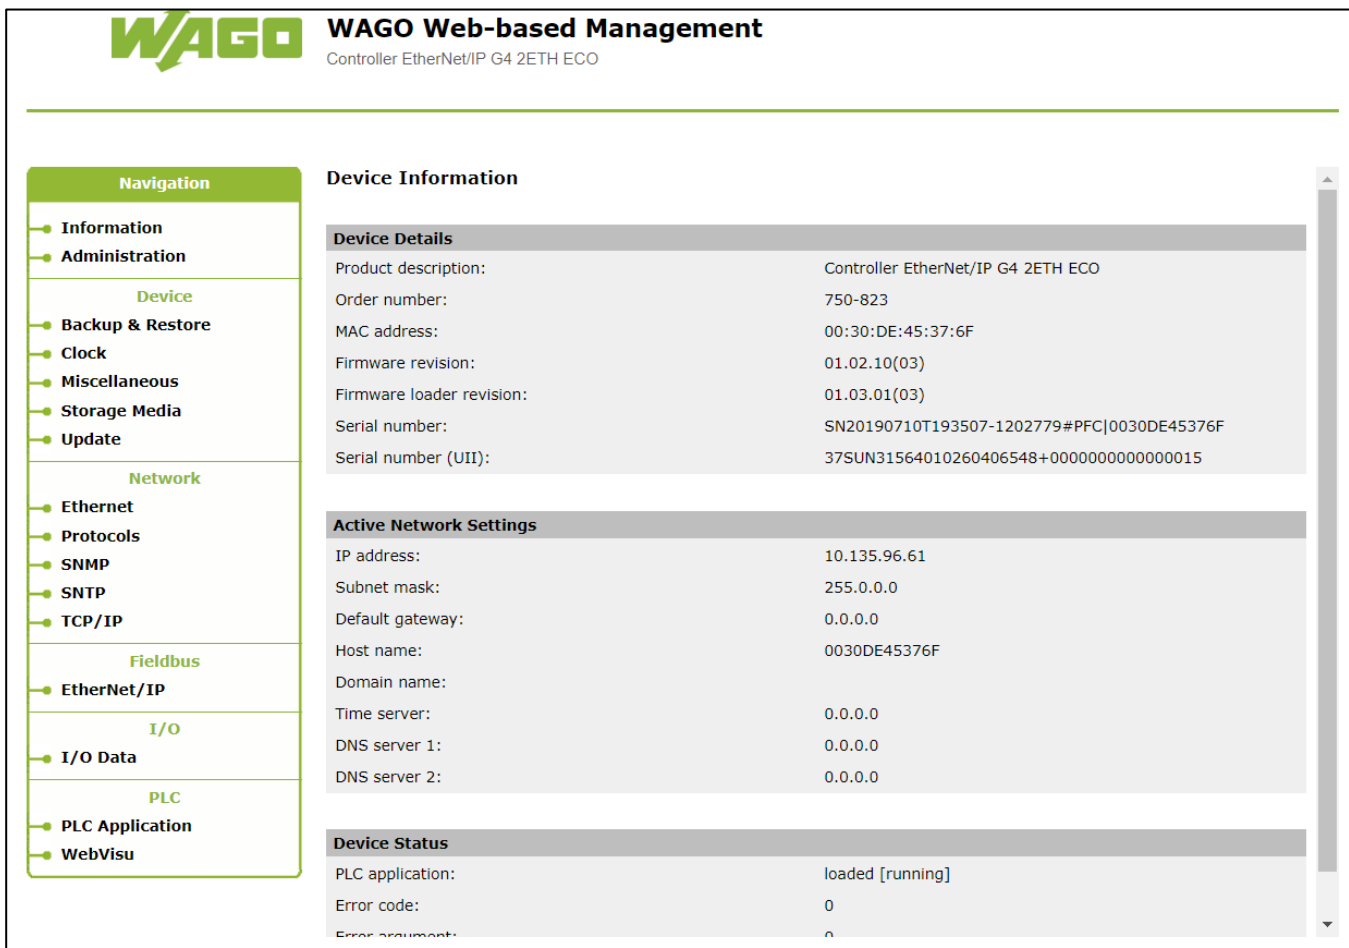 WAGO
WAGO Web-based Management
Controller EtherNet/IP G4 2ETH ECO
Navigation
Information
Administration
Device
Backup & Restore
Clock
Miscellaneous
Storage Media
Update
Network
Ethernet
Protocols
SNMP
SNTP
TCP/IP
Fieldbus
EtherNet/IP
I/O
I/O Data
PLC
PLC Application
WebVisu
Device Information
Device Details
Product description: Controller EtherNet/IP G4 2ETH ECO
Order number: 750-823
MAC address: 00:30:DE:45:37:6F
Firmware revision: 01.02.10(03)
Firmware loader revision: 01.03.01(03)
Serial number: SN20190710T193507-1202779#PFC|0030DE45376F
Serial number (UII): 37SUN31564010260406548+0000000000000015
Active Network Settings
IP address: 10.135.96.61
Subnet mask: 255.0.0.0
Default gateway: 0.0.0.0
Host name: 0030DE45376F
Domain name:
Time server: 0.0.0.0
DNS server 1: 0.0.0.0
DNS server 2: 0.0.0.0
Device Status
PLC application: loaded [running]
Error code: 0
Error argument: 0